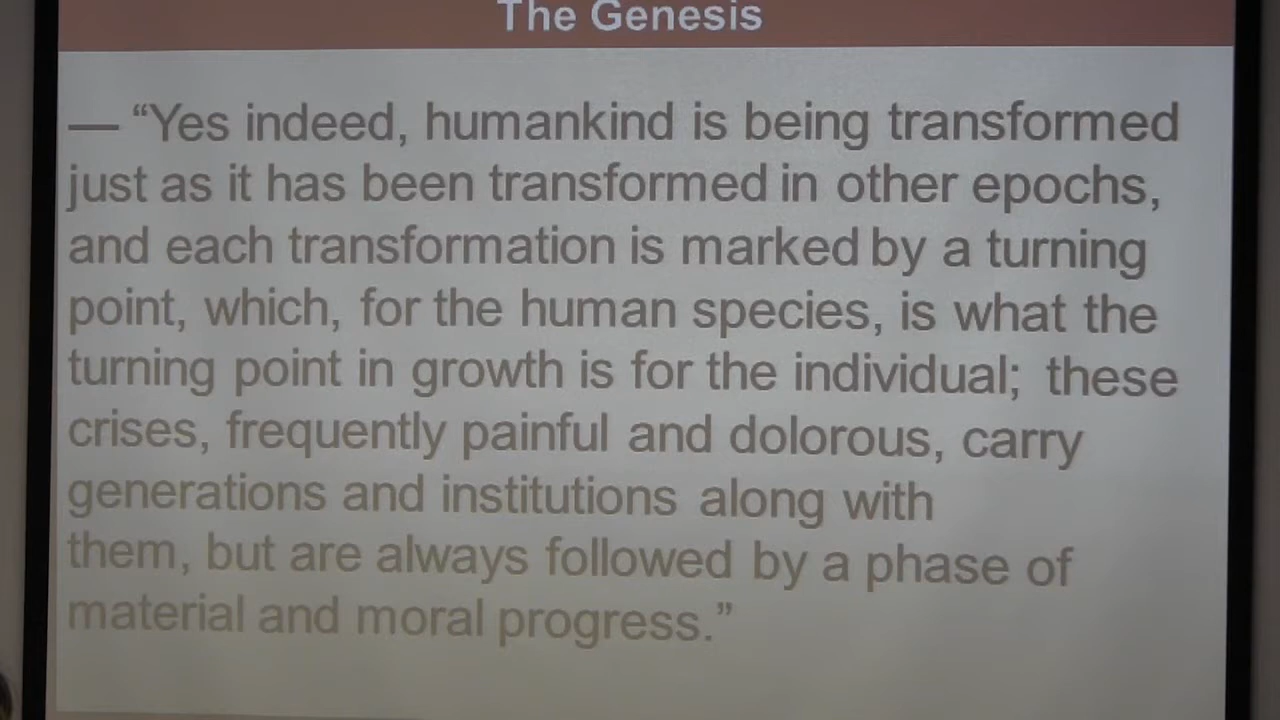 The Genesis
— “Yes indeed, humankind is being transformed
just as it has been transformed in other epochs,
and each transformation is marked by a turning
point, which, for the human species, is what the
turning point in growth is for the individual; these
crises, frequently painful and dolorous, carry
generations and institutions along with
them, but are always followed by a phase of
material and moral progress.”